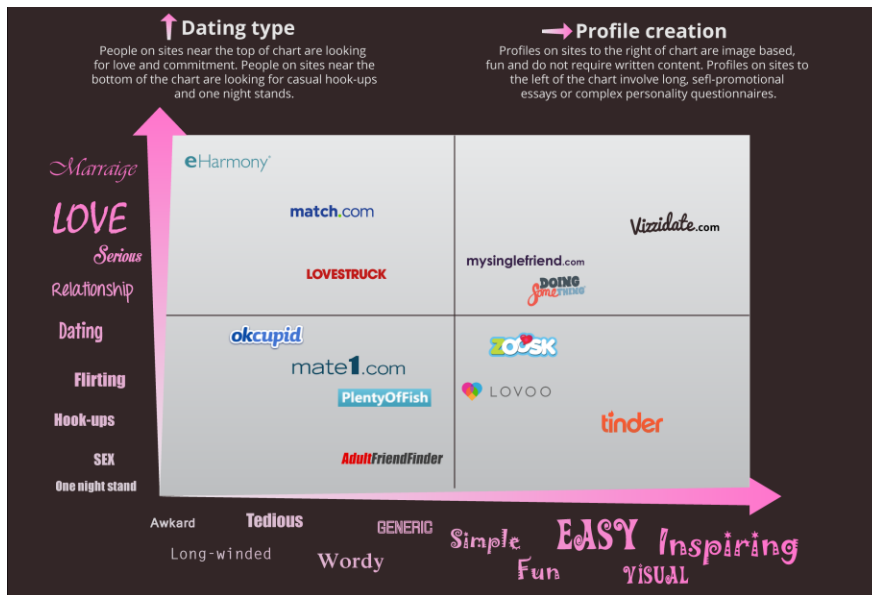 Dating type
People on sites near the top of chart are looking
for love and commitment. People on sites near the
bottom of the chart are looking for casual hook-ups
and one night stands.
Profile creation
Profiles on sites to the right of chart are image based,
fun and do not require written content. Profiles on sites to
the left of the chart involve long, sefl-promotional
essays or complex personality questionnaires.
Marraige
LOVE
Serious
Relationship
Dating
Flirting
Hook-ups
SEX
One night stand
eHarmony
match.com
LOVESTRUCK
Vizzidate.com
mysinglefriend.com
DOING
SOMETHING
okcupid
mate1.com
PlentyOfFish
AdultFriendFinder
ZOOSK
LOVOO
tinder
Awkard
Tedious
GENERIC
Simple
EASY
Inspiring
Long-winded
Wordy
Fun
VISUAL